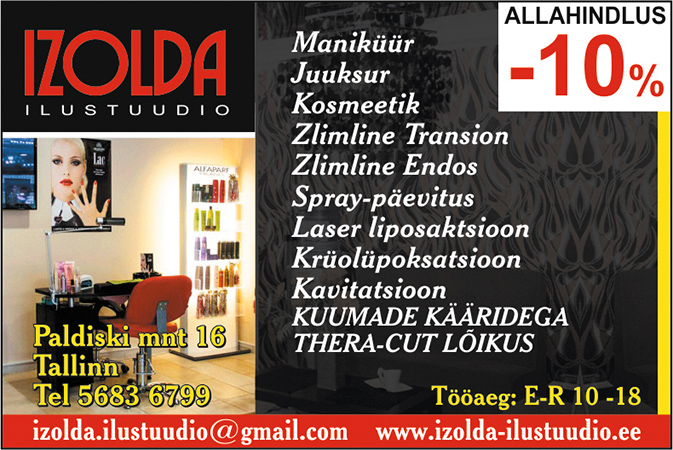 IZOLDA
ILUSTUUDIO
ALLAHINDLUS
-10%
Maniküür
Juuksur
Kosmeetik
Zlimline Transion
Zlimline Endos
Spray-päevitus
Laser liposaktsioon
Krüolüpoksatsioon
Kavitatsioon
KUUMADE KÄÄRIDEGA
THERA-CUT LÕIKUS
Lac
ALFAPARF
Paldiski mnt 16
Tallinn
Tel 5683 6799
Tööaeg: E-R 10 -18
izolda.ilustuudio@gmail.com www.izolda-ilustuudio.ee